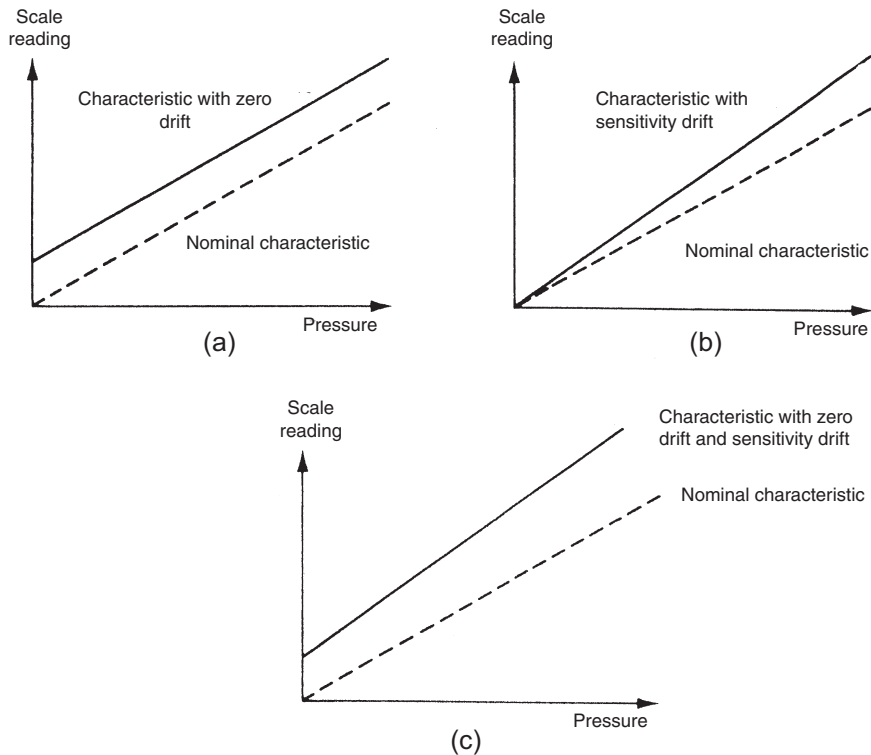 Scale
reading
Characteristic with zero
drift
Nominal characteristic
Pressure
(a)
Scale
reading
Characteristic with
sensitivity drift
Nominal characteristic
Pressure
(b)
Scale
reading
Characteristic with zero
drift and sensitivity drift
Nominal characteristic
Pressure
(c)